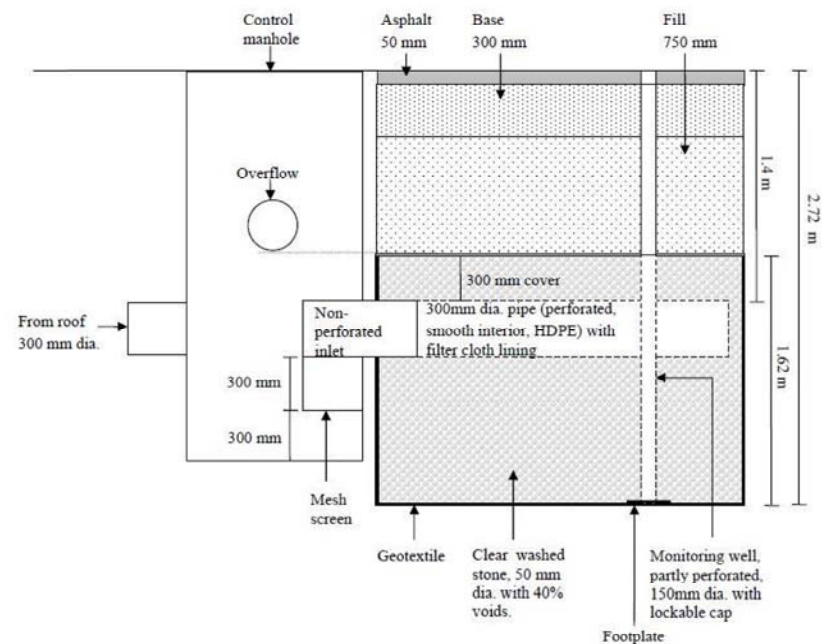 Control
manhole
Asphalt
50 mm
Base
300 mm
Fill
750 mm
Overflow
1.4 m
2.72 m
300 mm cover
From roof
300 mm dia.
Non-
perforated
inlet
300mm dia. pipe (perforated,
smooth interior, HDPE) with
filter cloth lining
1.62 m
300 mm
300 mm
Mesh
screen
Geotextile
Clear washed
stone, 50 mm
dia. with 40%
voids.
Monitoring well,
partly perforated,
150mm dia. with
lockable cap
Footplate